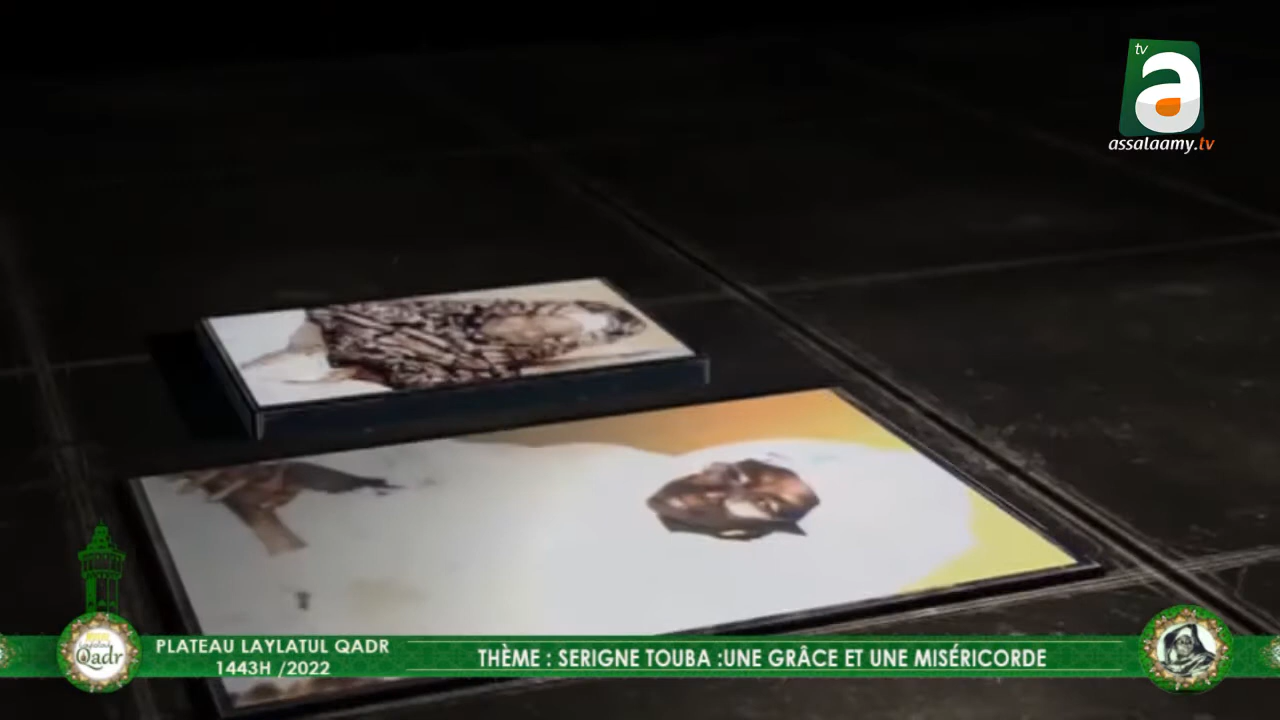 tv
a
assalaamy.tv
Qadr
PLATEAU LAYLATUL QADR
1443H /2022
THÈME : SERIGNE TOUBA :UNE GRÂCE ET UNE MISÉRICORDE